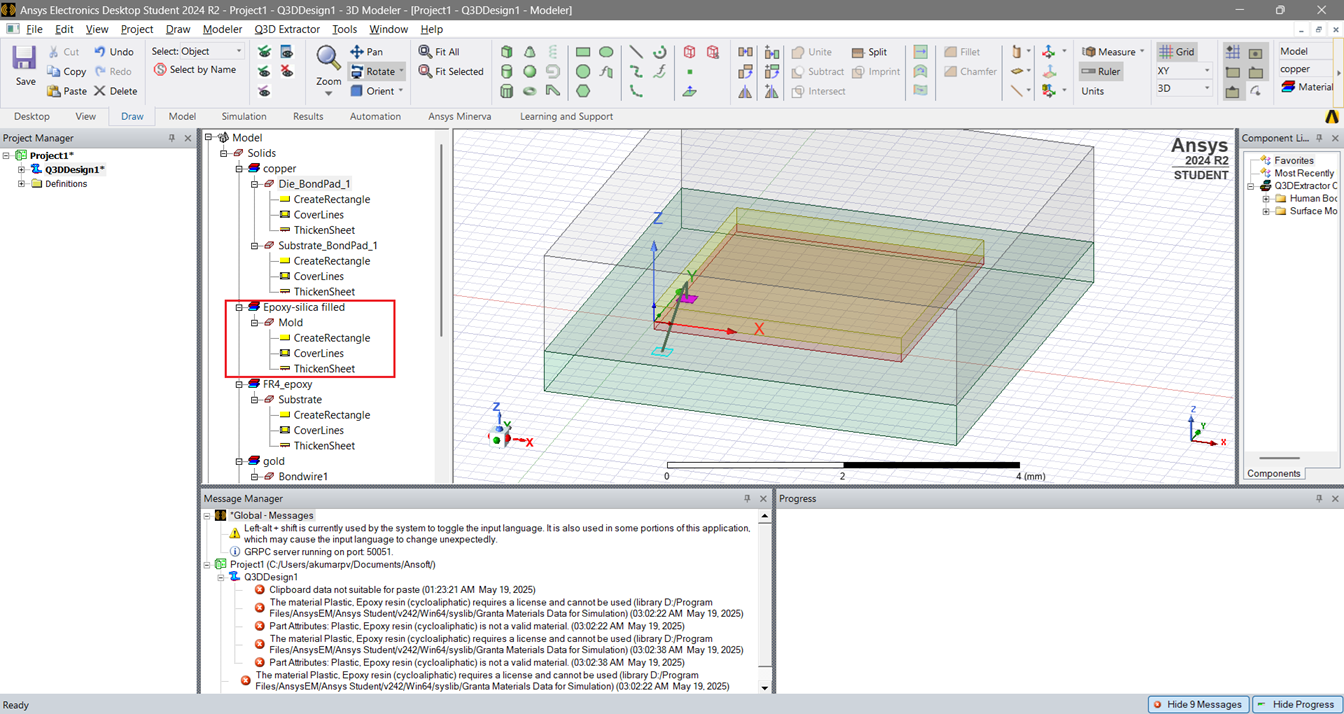 Ansys Electronics Desktop Student 2024 R2 - Project1 - Q3DDesign1 - 3D Modeler - [Project1 - Q3DDesign1 - Modeler]
File Edit View Project Draw Modeler Q3D Extractor Tools Window Help
Save
Cut
Copy
Paste
Undo
Redo
Delete
Select: Object
Select by Name
Zoom
Pan
Rotate
Orient
Fit All
Fit Selected
Unite
Subtract
Intersect
Split
Imprint
Fillet
Chamfer
Measure
Ruler
Units
Grid
XY
3D
Model
copper
Material
Desktop View Draw Model Simulation Results Automation Ansys Minerva Learning and Support
Project Manager
Project1*
Q3DDesign1*
Definitions
Model
Solids
copper
Die_BondPad_1
CreateRectangle
CoverLines
ThickenSheet
Substrate_BondPad_1
CreateRectangle
CoverLines
ThickenSheet
Epoxy-silica filled
Mold
CreateRectangle
CoverLines
ThickenSheet
FR4_epoxy
Substrate
CreateRectangle
CoverLines
ThickenSheet
gold
Bondwire1
Ansys
2024 R2
STUDENT
Z
Y
X
Z
Y
X
Z
Y
X
0 2 4 (mm)
Component Li...
Favorites
Most Recently
Q3DExtractor C
Human Boc
Surface Mo
Components
Message Manager
*Global - Messages
Left-alt + shift is currently used by the system to toggle the input language. It is also used in some portions of this application,
which may cause the input language to change unexpectedly.
GRPC server running on port: 50051.
Project1 (C:/Users/akumarpv/Documents/Ansoft/)
Q3DDesign1
Clipboard data not suitable for paste (01:23:21 AM May 19, 2025)
The material Plastic, Epoxy resin (cycloaliphatic) requires a license and cannot be used (library D:/Program
Files/AnsysEM/Ansys Student/v242/Win64/syslib/Granta Materials Data for Simulation) (03:02:22 AM May 19, 2025)
Part Attributes: Plastic, Epoxy resin (cycloaliphatic) is not a valid material. (03:02:22 AM May 19, 2025)
The material Plastic, Epoxy resin (cycloaliphatic) requires a license and cannot be used (library D:/Program
Files/AnsysEM/Ansys Student/v242/Win64/syslib/Granta Materials Data for Simulation) (03:02:38 AM May 19, 2025)
Part Attributes: Plastic, Epoxy resin (cycloaliphatic) is not a valid material. (03:02:38 AM May 19, 2025)
The material Plastic, Epoxy resin (cycloaliphatic) requires a license and cannot be used (library D:/Program
Files/AnsysEM/Ansys Student/v242/Win64/syslib/Granta Materials Data for Simulation) (03:02:22 AM May 19, 2025)
Progress
Ready
Hide 9 Messages
Hide Progress